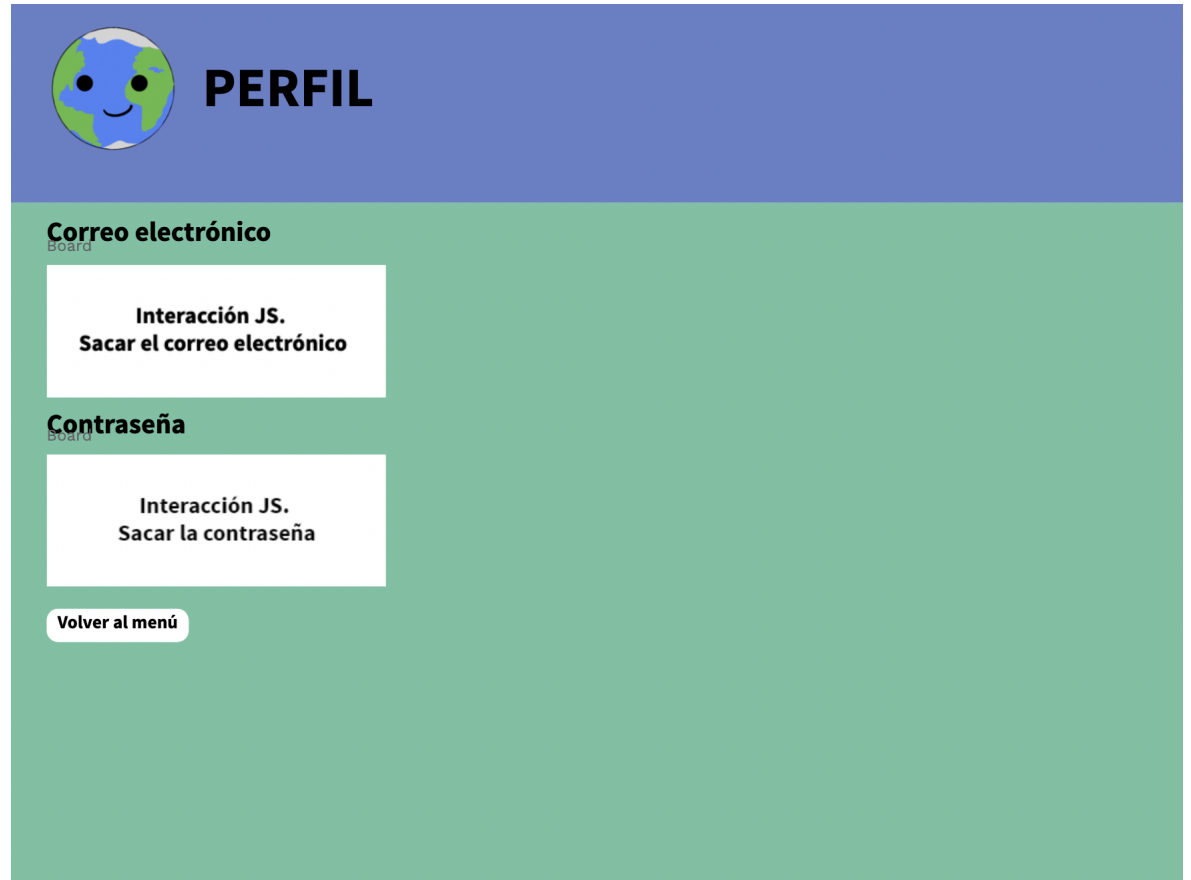 PERFIL
Correo electrónico
Board
Interacción JS.
Sacar el correo electrónico
Contraseña
Board
Interacción JS.
Sacar la contraseña
Volver al menú